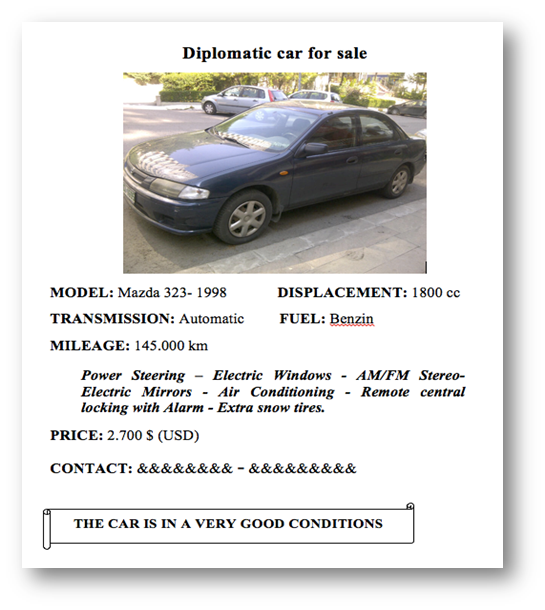 Diplomatic car for sale
MODEL: Mazda 323- 1998 DISPLACEMENT: 1800 cc
TRANSMISSION: Automatic FUEL: Benzin
MILEAGE: 145.000 km
Power Steering – Electric Windows - AM/FM Stereo-
Electric Mirrors - Air Conditioning - Remote central
locking with Alarm - Extra snow tires.
PRICE: 2.700 $ (USD)
CONTACT: &&&&&&&& - &&&&&&&&&
THE CAR IS IN A VERY GOOD CONDITIONS